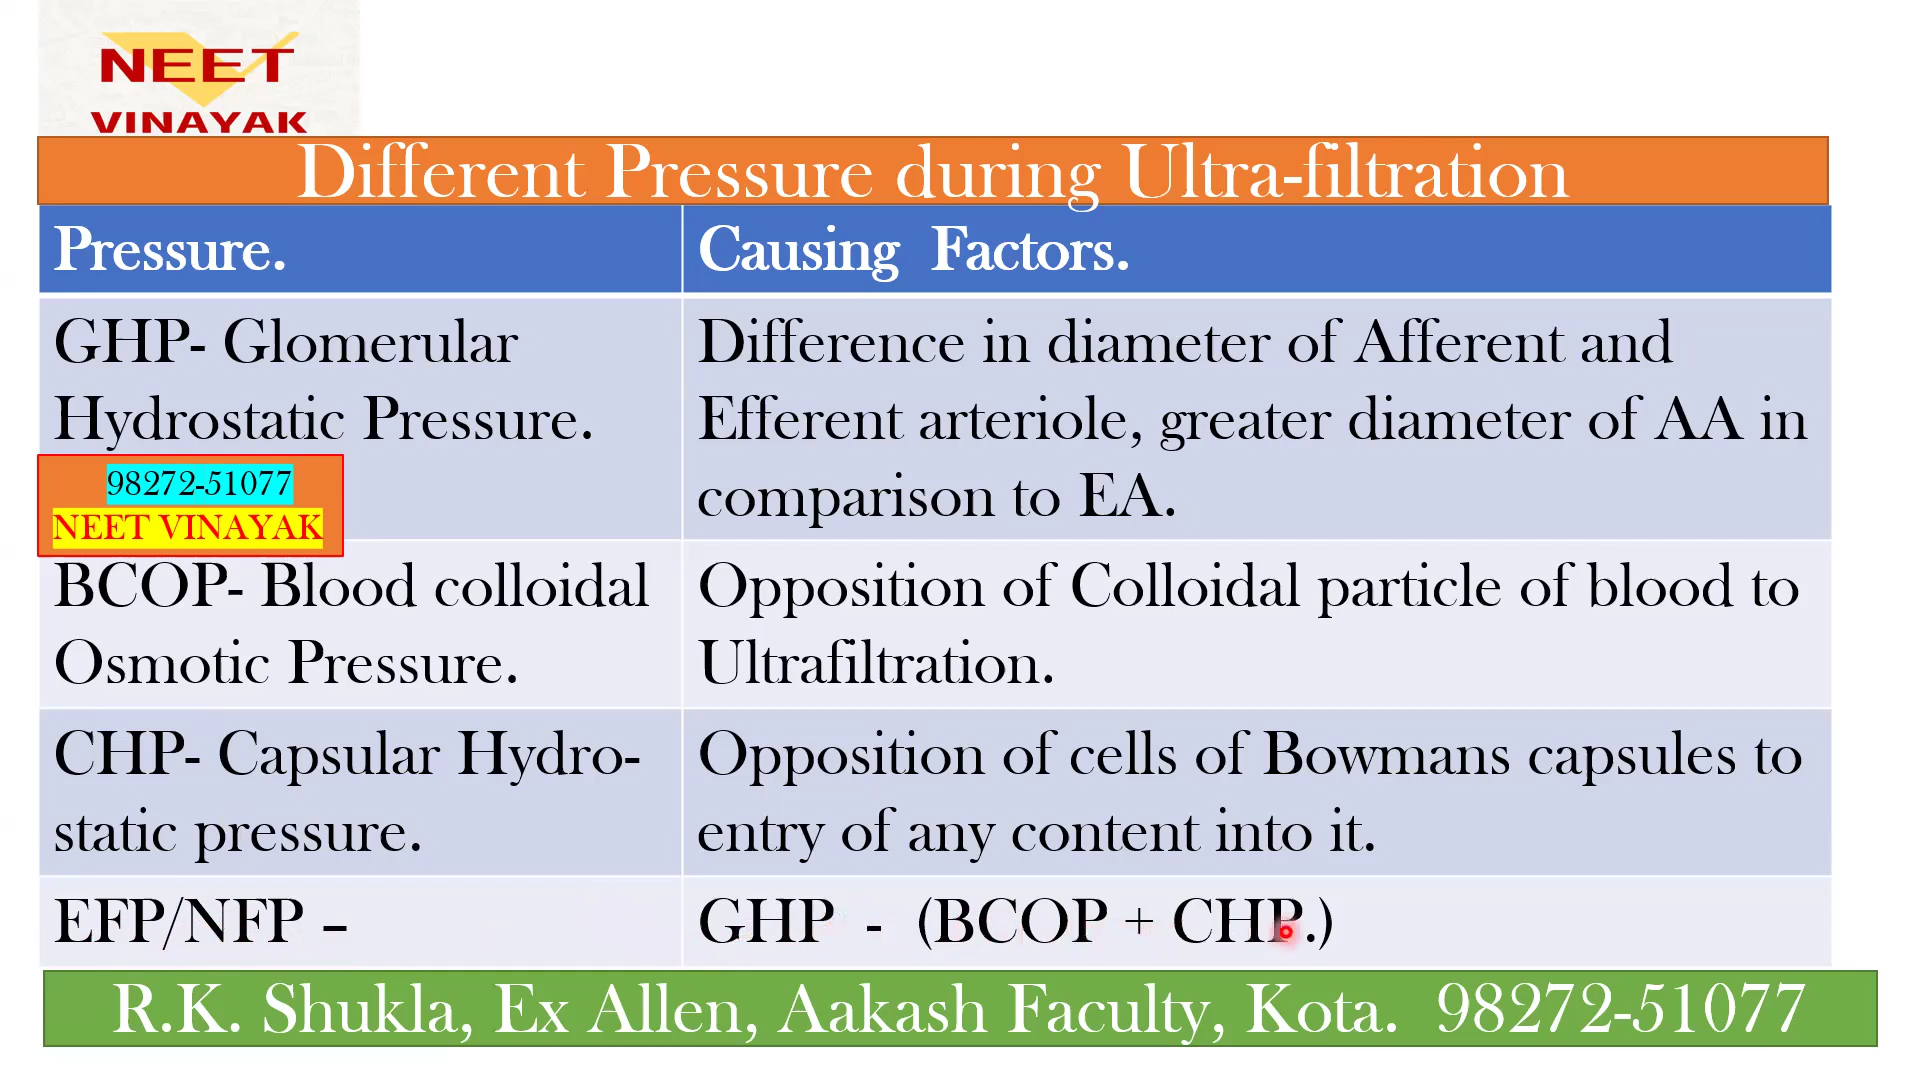 NEET
VINAYAK
Different Pressure during Ultra-filtration
Pressure.
Causing Factors.
GHP- Glomerular
Hydrostatic Pressure.
Difference in diameter of Afferent and
Efferent arteriole, greater diameter of AA in
comparison to EA.
98272-51077
NEET VINAYAK
BCOP- Blood colloidal
Osmotic Pressure.
Opposition of Colloidal particle of blood to
Ultrafiltration.
CHP- Capsular Hydro-
static pressure.
Opposition of cells of Bowmans capsules to
entry of any content into it.
EFP/NFP –
GHP - (BCOP + CHP.)
R.K. Shukla, Ex Allen, Aakash Faculty, Kota. 98272-51077